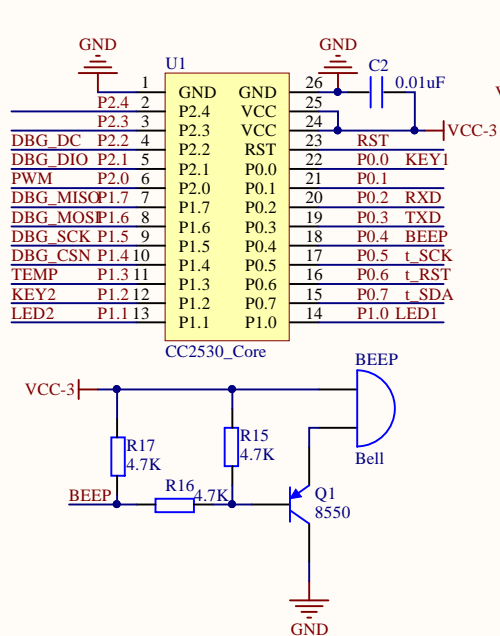 GND
GND
U1
C2
0.01uF
1 GND GND 26
P2.4 2 P2.4 VCC 25
P2.3 3 P2.3 VCC 24 VCC-3
DBG_DC P2.2 4 P2.2 RST 23 RST
DBG_DIO P2.1 5 P2.1 P0.0 22 P0.0 KEY1
PWM P2.0 6 P2.0 P0.1 21 P0.1
DBG_MISO P1.7 7 P1.7 P0.2 20 P0.2 RXD
DBG_MOSI P1.6 8 P1.6 P0.3 19 P0.3 TXD
DBG_SCK P1.5 9 P1.5 P0.4 18 P0.4 BEEP
DBG_CSN P1.4 10 P1.4 P0.5 17 P0.5 t_SCK
TEMP P1.3 11 P1.3 P0.6 16 P0.6 t_RST
KEY2 P1.2 12 P1.2 P0.7 15 P0.7 t_SDA
LED2 P1.1 13 P1.1 P1.0 14 P1.0 LED1
CC2530_Core
BEEP
VCC-3
R17
4.7K
R15
4.7K
Bell
R16
4.7K
BEEP
Q1
8550
GND